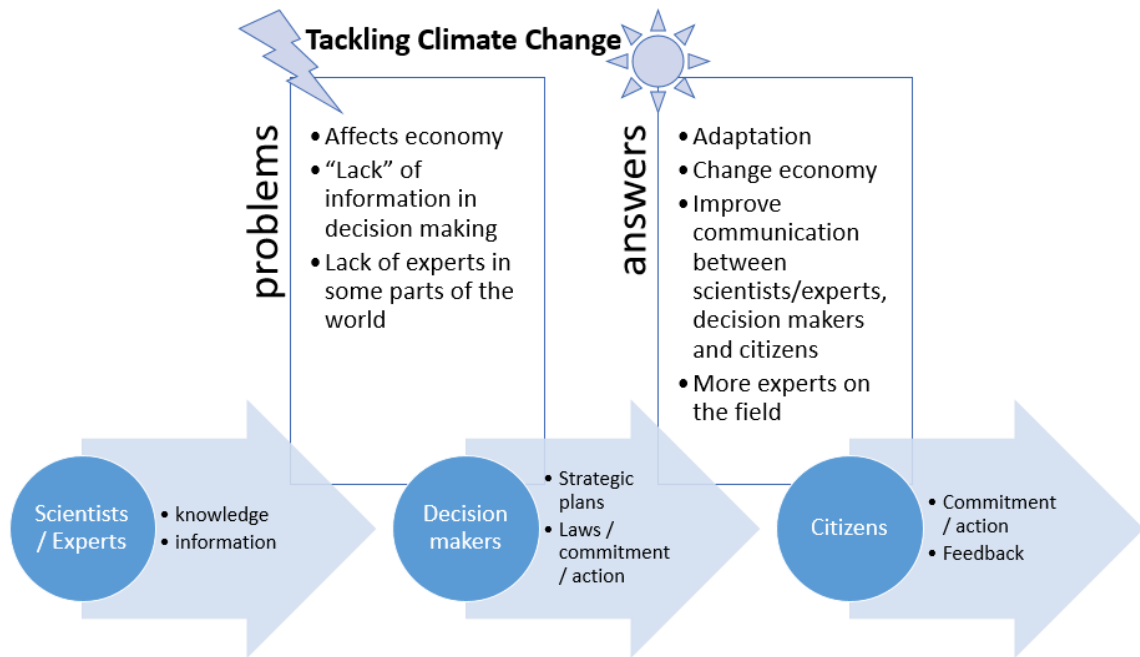 Tackling Climate Change
problems
• Affects economy
• “Lack” of
information in
decision making
• Lack of experts in
some parts of the
world
answers
• Adaptation
• Change economy
• Improve
communication
between
scientists/experts,
decision makers
and citizens
• More experts on
the field
Scientists
/ Experts
• knowledge
• information
Decision
makers
• Strategic
plans
• Laws /
commitment
/ action
Citizens
• Commitment
/ action
• Feedback